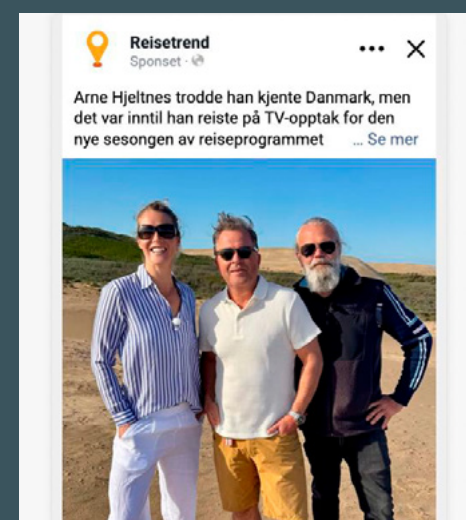 Reisetrend
Sponset ·
Arne Hjeltnes trodde han kjente Danmark, men
det var inntil han reiste på TV-opptak for den
nye sesongen av reiseprogrammet ... Se mer